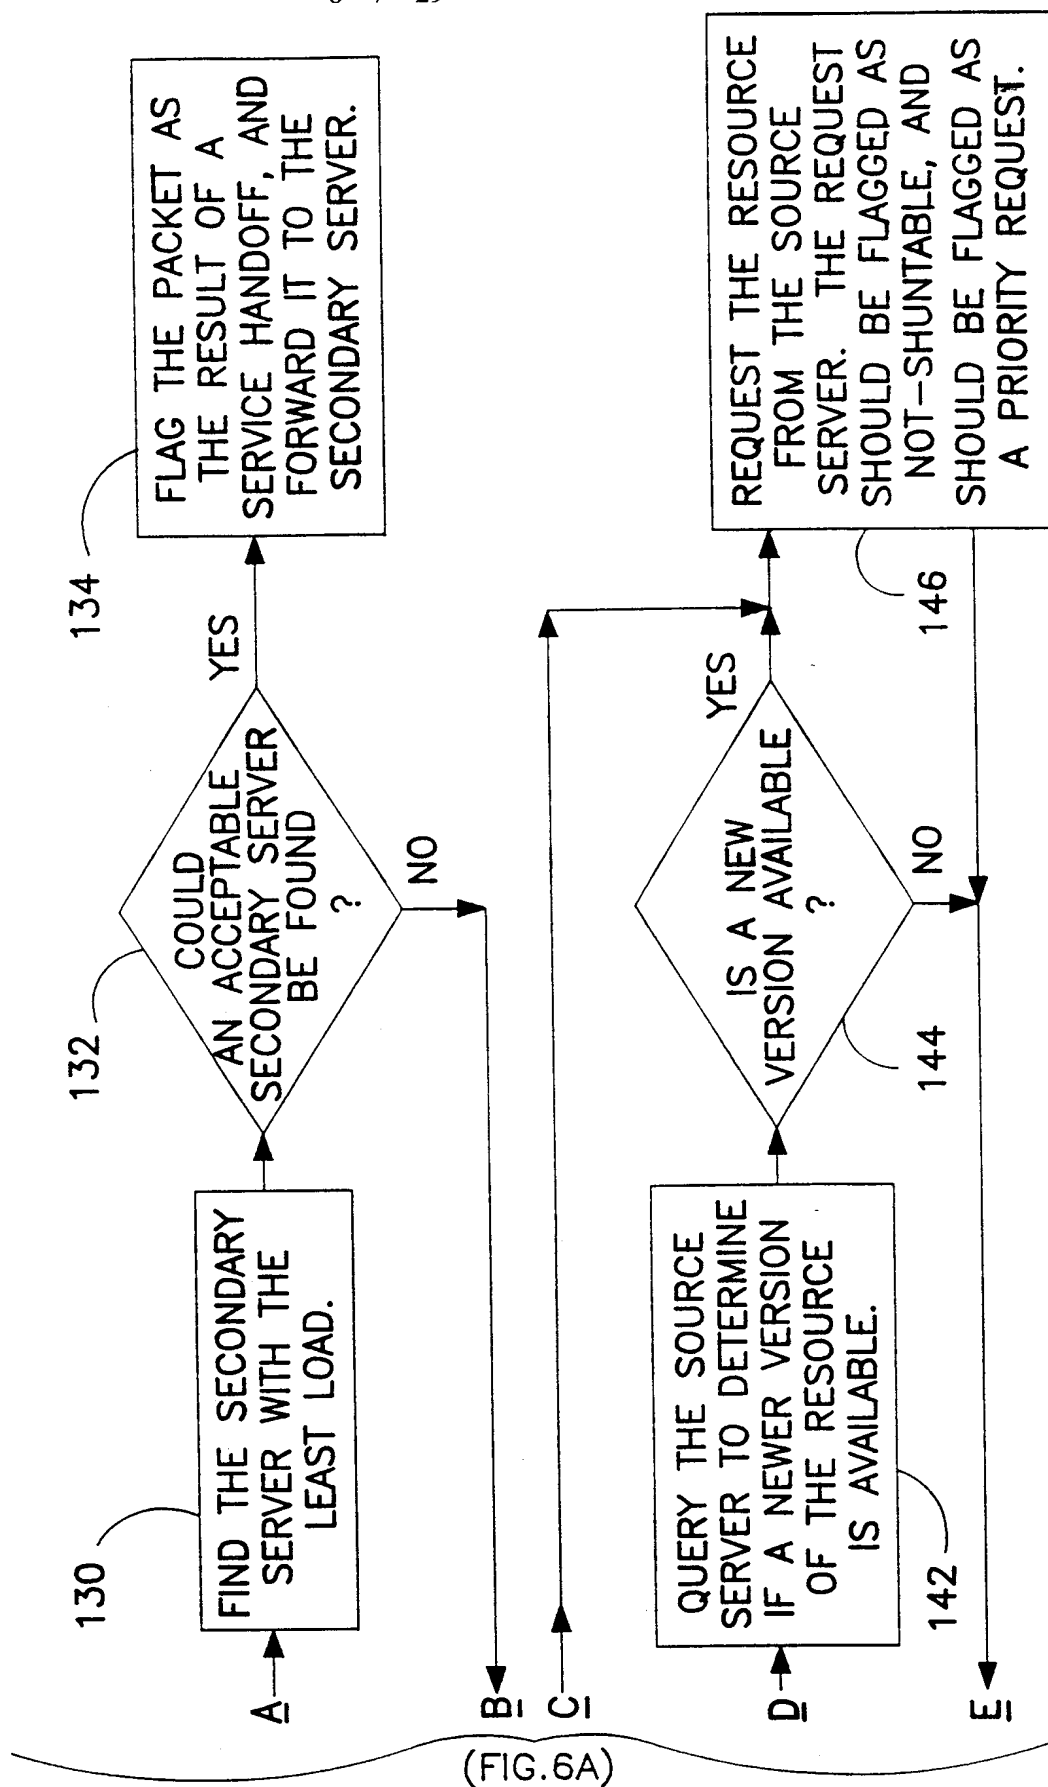 134
FLAG THE PACKET AS
THE RESULT OF A
SERVICE HANDOFF, AND
FORWARD IT TO THE
SECONDARY SERVER.
YES
132
COULD
AN ACCEPTABLE
SECONDARY SERVER
BE FOUND
?
NO
130
FIND THE SECONDARY
SERVER WITH THE
LEAST LOAD.
A
B
C
REQUEST THE RESOURCE
FROM THE SOURCE
SERVER. THE REQUEST
SHOULD BE FLAGGED AS
NOT-SHUNTABLE, AND
SHOULD BE FLAGGED AS
A PRIORITY REQUEST.
146
YES
IS A NEW
VERSION AVAILABLE
?
NO
144
QUERY THE SOURCE
SERVER TO DETERMINE
IF A NEWER VERSION
OF THE RESOURCE
IS AVAILABLE.
142
D
E
(FIG.6A)